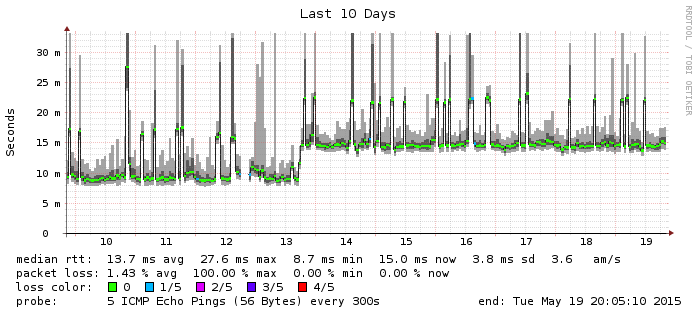 Last 10 Days
RRDTOOL / TOBI OETIKER
Seconds
30 m
25 m
20 m
15 m
10 m
5 m
0
10 11 12 13 14 15 16 17 18 19
median rtt: 13.7 ms avg 27.6 ms max 8.7 ms min 15.0 ms now 3.8 ms sd 3.6 am/s
packet loss: 1.43 % avg 100.00 % max 0.00 % min 0.00 % now
loss color: 0 1/5 2/5 3/5 4/5
probe: 5 ICMP Echo Pings (56 Bytes) every 300s end: Tue May 19 20:05:10 2015